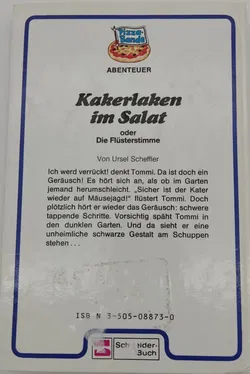 Pizza-
Bande
ABENTEUER
Kakerlaken
im Salat
oder
Die Flüsterstimme
Von Ursel Scheffler
Ich werd verrückt! denkt Tommi. Da ist doch ein
Geräusch! Es hört sich an, als ob im Garten
jemand herumschleicht. „Sicher ist der Kater
wieder auf Mäusejagd!" flüstert Tommi. Doch
plötzlich hört er wieder das Geräusch: schwere
tappende Schritte. Vorsichtig späht Tommi in
den dunklen Garten. Und da sieht er eine
unheimliche schwarze Gestalt am Schuppen
stehen . . .
ISBN 3-505-08873-0
Schneider-
Buch